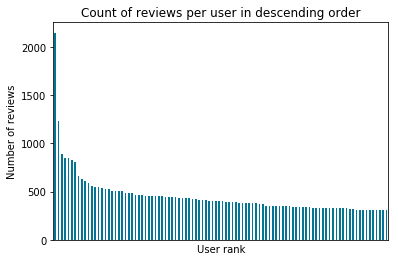 Count of reviews per user in descending order
2000
1500
1000
500
0
Number of reviews
User rank